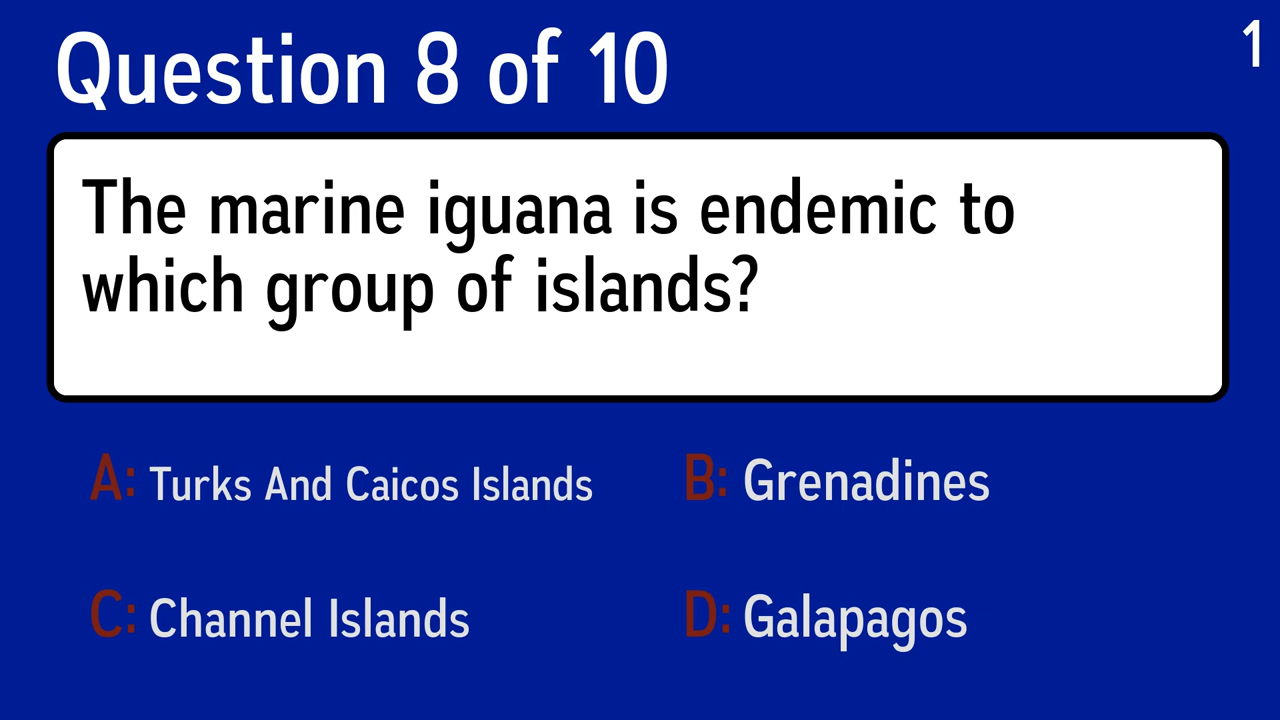 Question 8 of 10
1
The marine iguana is endemic to
which group of islands?
A: Turks And Caicos Islands
B: Grenadines
C: Channel Islands
D: Galapagos